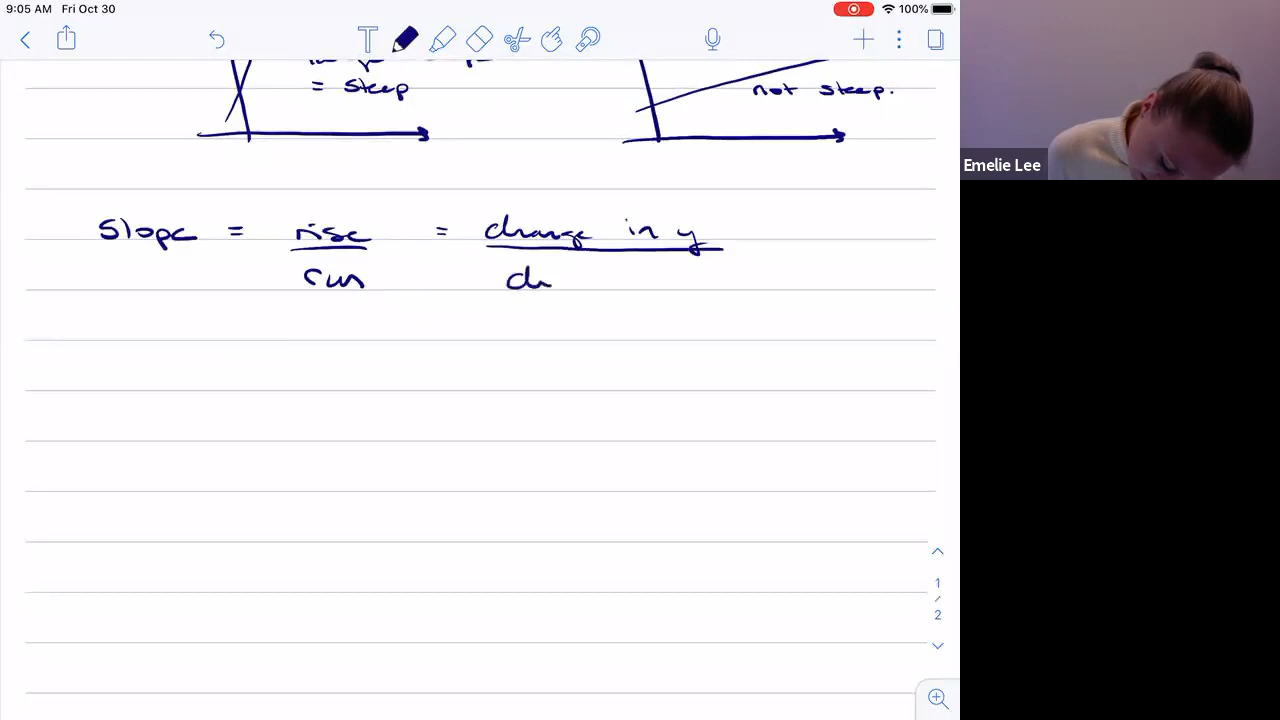 9:05 AM Fri Oct 30
100%
= steep
not steep.
Emelie Lee
slope = rise = change in y
run ch
1
/
2